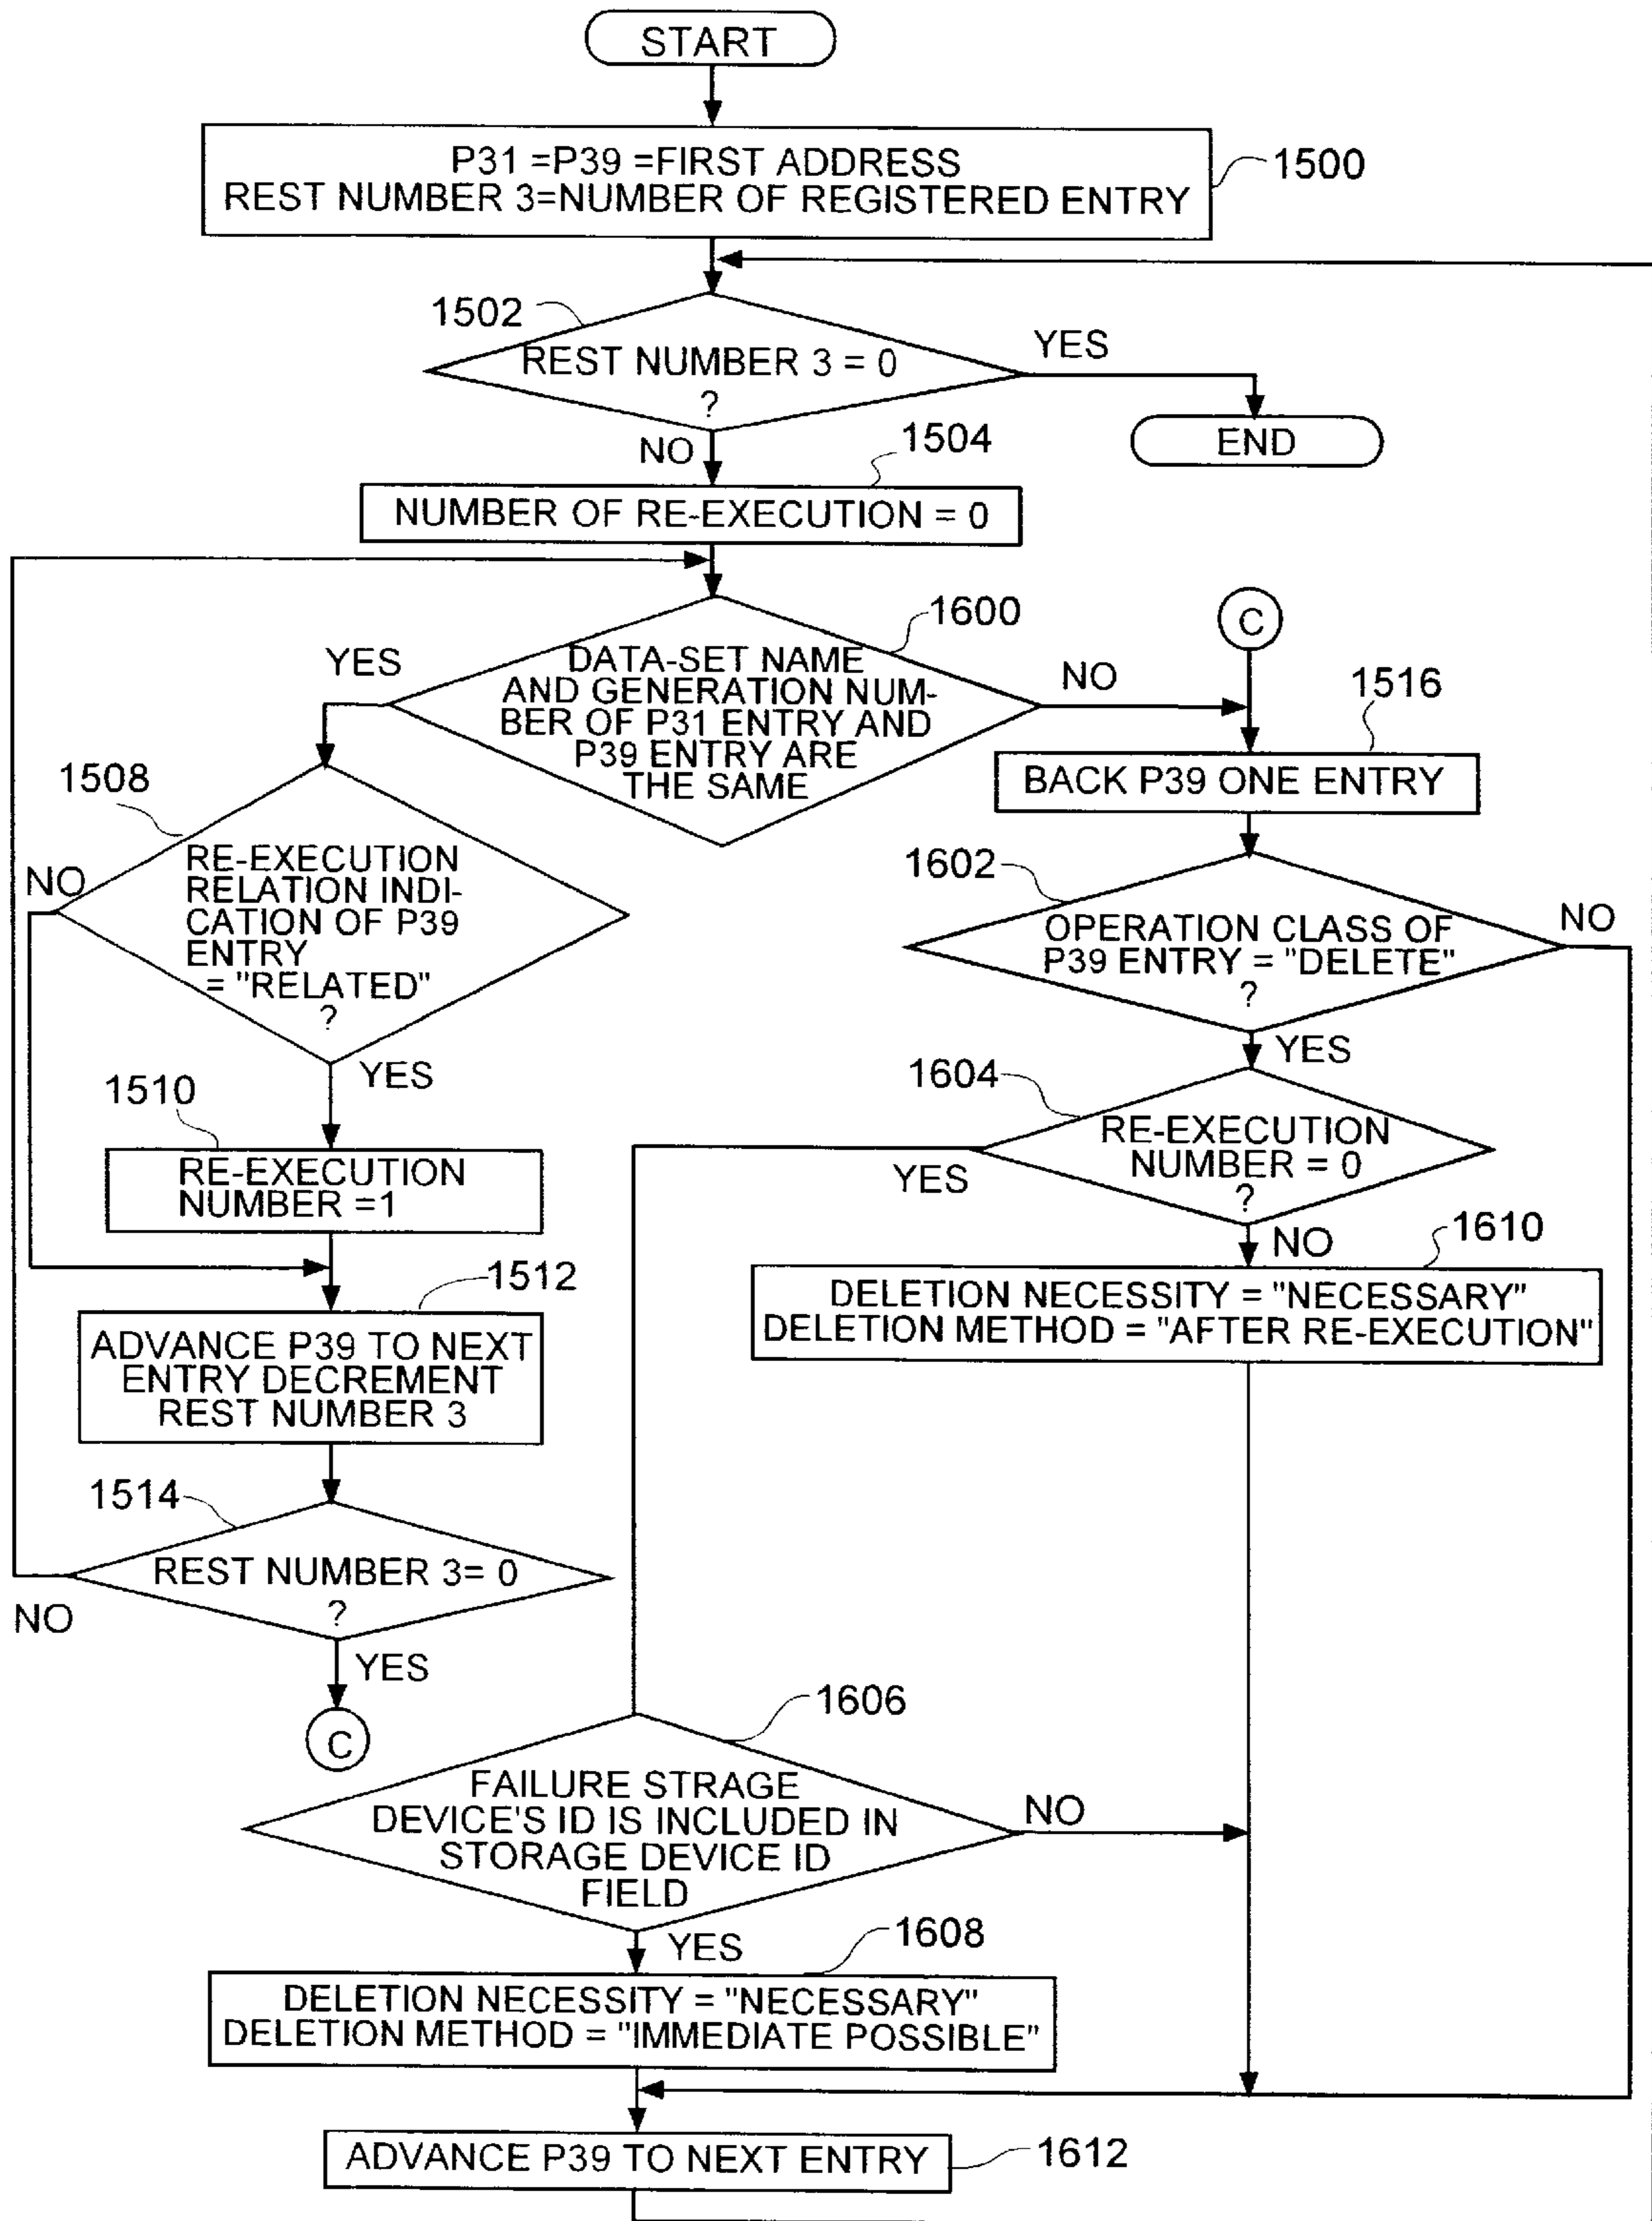 START
P31 =P39 =FIRST ADDRESS
REST NUMBER 3=NUMBER OF REGISTERED ENTRY
1500
1502
REST NUMBER 3 = 0
?
YES
END
NO
1504
NUMBER OF RE-EXECUTION = 0
1600
YES
DATA-SET NAME
AND GENERATION NUM-
BER OF P31 ENTRY AND
P39 ENTRY ARE
THE SAME
NO
C
1516
BACK P39 ONE ENTRY
1508
NO
RE-EXECUTION
RELATION INDI-
CATION OF P39
ENTRY
= "RELATED"
?
YES
1602
OPERATION CLASS OF
P39 ENTRY = "DELETE"
?
NO
YES
1604
RE-EXECUTION
NUMBER = 0
?
YES
NO
1510
RE-EXECUTION
NUMBER =1
1610
DELETION NECESSITY = "NECESSARY"
DELETION METHOD = "AFTER RE-EXECUTION"
1512
ADVANCE P39 TO NEXT
ENTRY DECREMENT
REST NUMBER 3
1514
REST NUMBER 3= 0
?
NO
YES
C
1606
FAILURE STRAGE
DEVICE'S ID IS INCLUDED IN
STORAGE DEVICE ID
FIELD
NO
YES
1608
DELETION NECESSITY = "NECESSARY"
DELETION METHOD = "IMMEDIATE POSSIBLE"
ADVANCE P39 TO NEXT ENTRY
1612